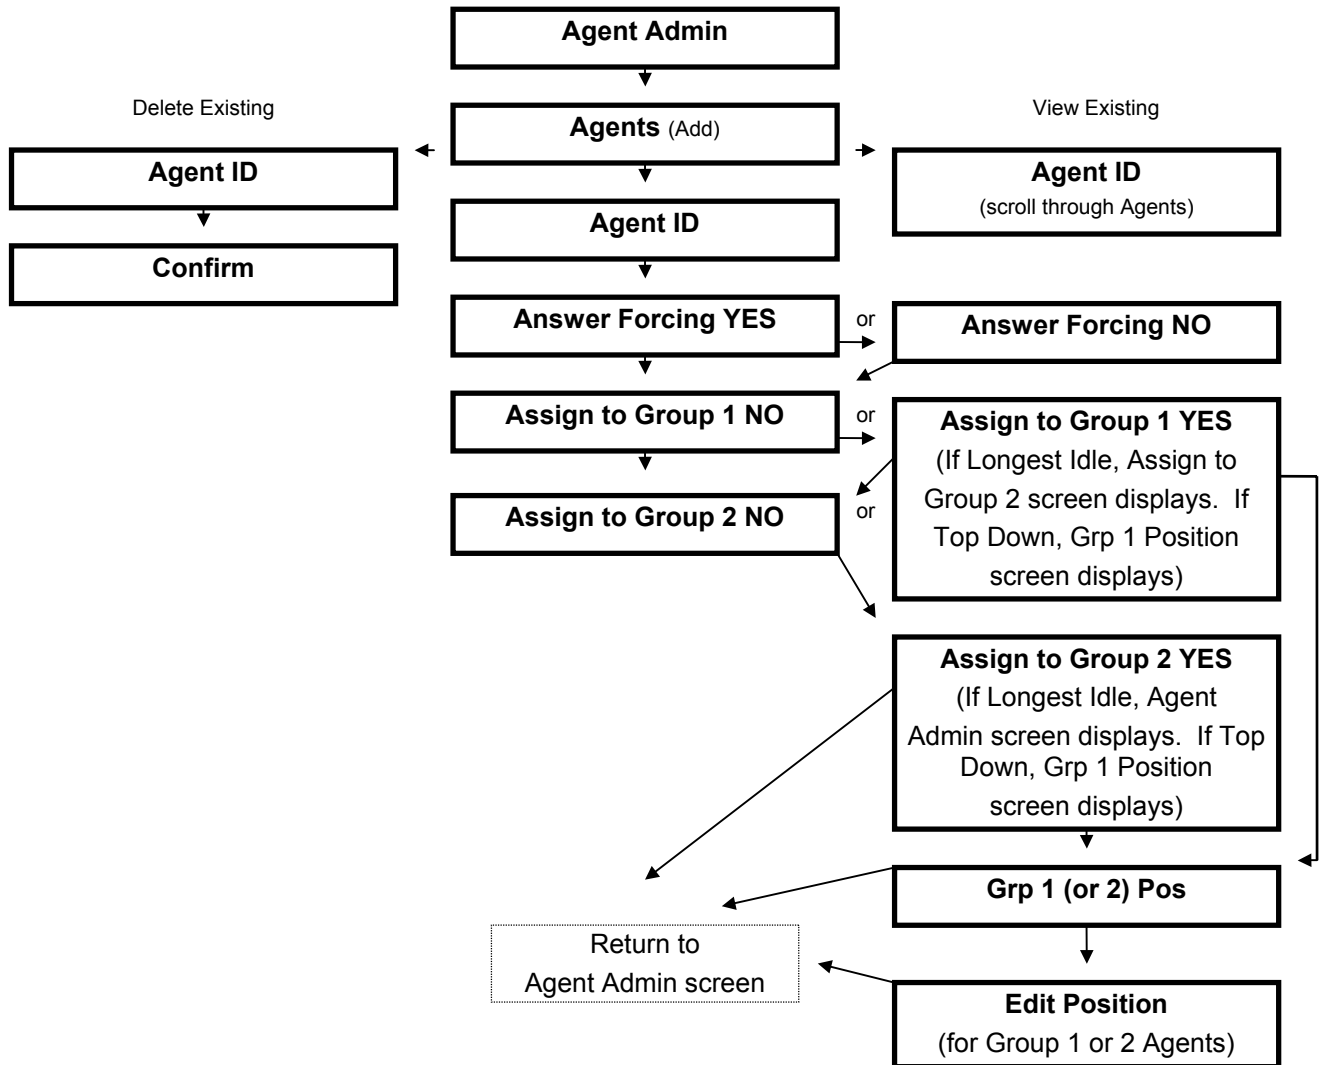 Agent Admin
Delete Existing
Agents (Add)
View Existing
Agent ID
Agent ID
(scroll through Agents)
Agent ID
Confirm
Answer Forcing YES
or
Answer Forcing NO
Assign to Group 1 NO
or
Assign to Group 1 YES
(If Longest Idle, Assign to
Group 2 screen displays. If
Top Down, Grp 1 Position
screen displays)
Assign to Group 2 NO
or
Assign to Group 2 YES
(If Longest Idle, Agent
Admin screen displays. If Top
Down, Grp 1 Position
screen displays)
Grp 1 (or 2) Pos
Return to
Agent Admin screen
Edit Position
(for Group 1 or 2 Agents)